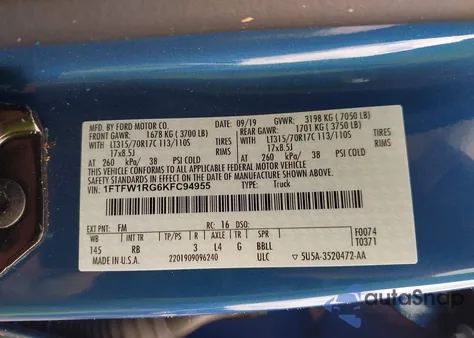 MFD. BY FORD MOTOR CO.
DATE: 09/19 GVWR: 3198 KG ( 7050 LB)
FRONT GAWR: 1678 KG ( 3700 LB) REAR GAWR: 1701 KG ( 3750 LB)
LT315/70R17C 113/110S LT315/70R17C 113/110S
17x8.5J 17x8.5J
AT 260 kPa/ 38 PSI COLD AT 260 kPa/ 38 PSI COLD
THIS VEHICLE CONFORMS TO ALL APPLICABLE FEDERAL MOTOR VEHICLE
SAFETY STANDARDS IN EFFECT ON THE DATE OF MANUFACTURE SHOWN ABOVE.
VIN: 1FTFW1RG6KFC94955 TYPE: Truck
EXT PNT: FM RC: 16 DSO: F0074
WB BRK INT TR TP/PS R AXLE TR SPR T0371
145 RB 3 L4 G BBLL
MADE IN U.S.A. 2201909096240 ULC 5U5A-3520472-AA
autoSnap